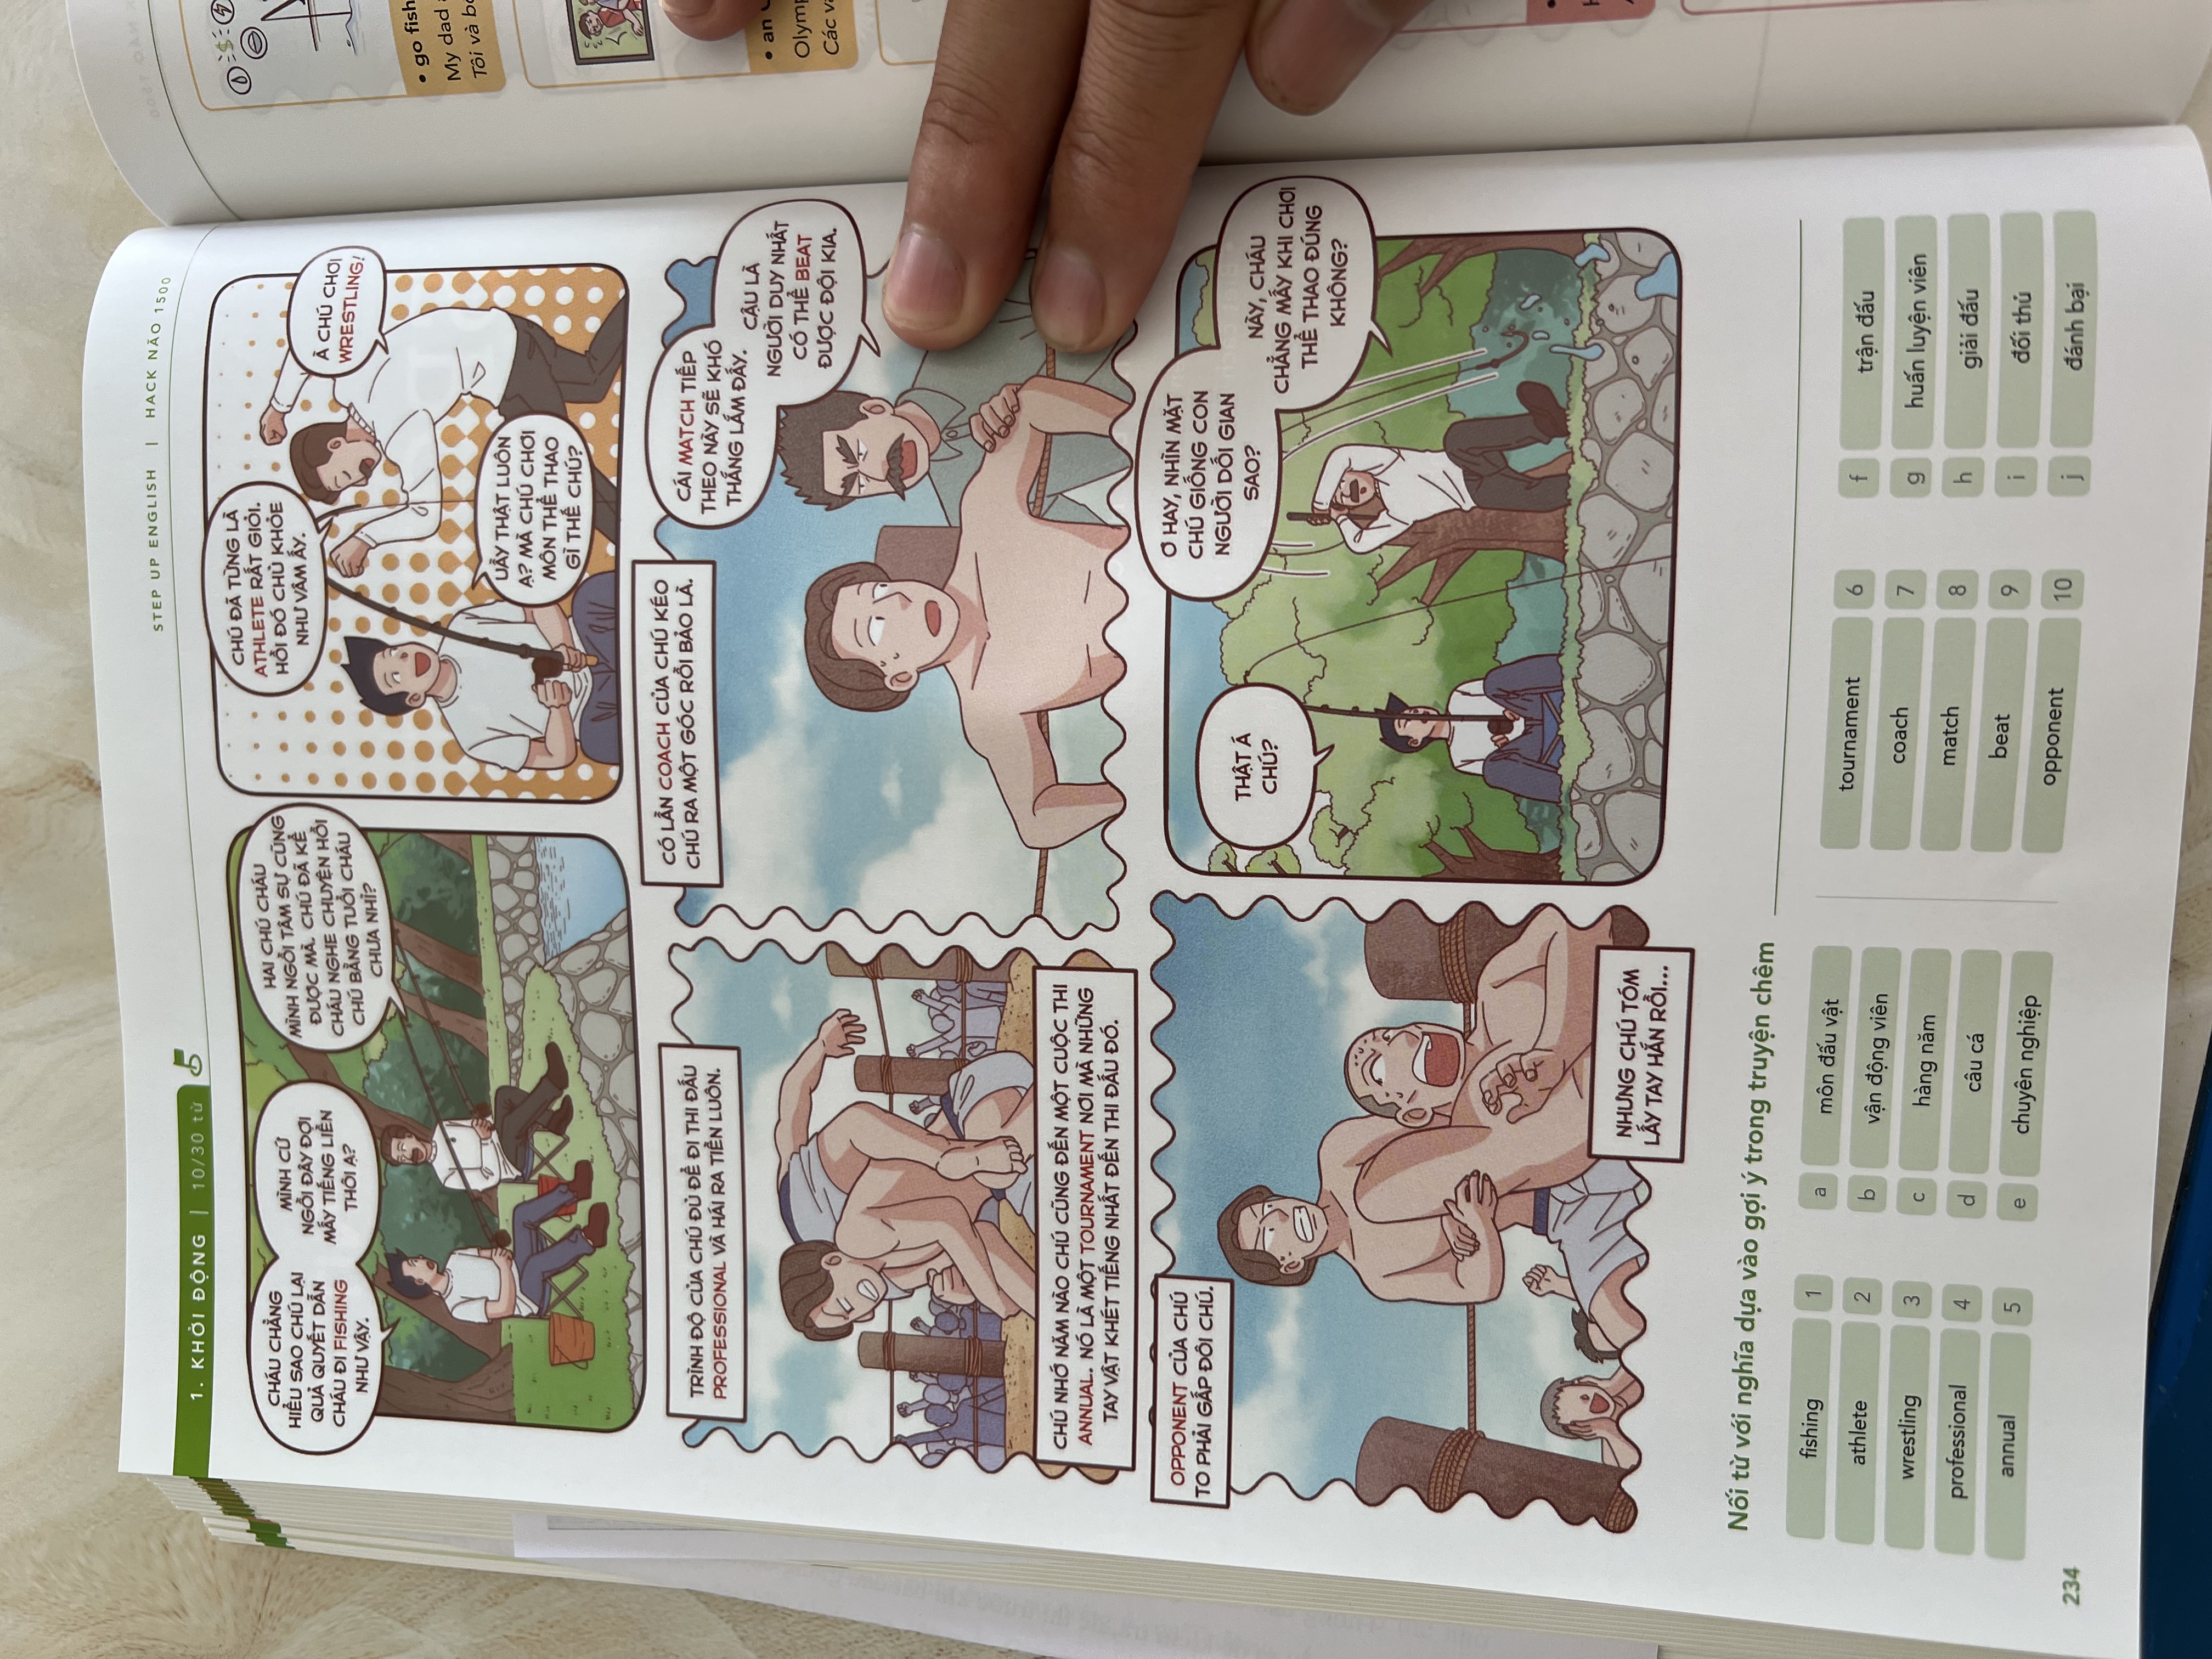 STEP UP ENGLISH | HACK NÃO 1500
1. KHỞI ĐỘNG | 10/30 từ
CHÁU CHẲNG
HIỂU SAO CHÚ LẠI
QUẢ QUYẾT DẪN
CHÁU ĐI FISHING
NHƯ VẬY.
MÌNH CỨ
NGỒI ĐÂY ĐỢI
MẤY TIẾNG LIỀN
THÔI Ạ?
HAI CHÚ CHÁU
MÌNH NGỒI TÂM SỰ CŨNG
ĐƯỢC MÀ. CHÚ ĐÃ KỂ
CHÁU NGHE CHUYỆN HỒI
CHÚ BẰNG TUỔI CHÁU
CHƯA NHỈ?
CHÚ ĐÃ TỪNG LÀ
ATHLETE RẤT GIỎI.
HỒI ĐÓ CHÚ KHỎE
NHƯ VÂM ẤY.
UẦY THẬT LUÔN
Ạ? MÀ CHÚ CHƠI
MÔN THỂ THAO
GÌ THẾ CHÚ?
À CHÚ CHƠI
WRESTLING!
TRÌNH ĐỘ CỦA CHÚ ĐỦ ĐỂ ĐI THI ĐẤU
PROFESSIONAL VÀ HÁI RA TIỀN LUÔN.
CHÚ NHỚ NĂM NÀO CHÚ CŨNG ĐẾN MỘT CUỘC THI
ANNUAL. NÓ LÀ MỘT TOURNAMENT NƠI MÀ NHỮNG
TAY VẬT KHÉT TIẾNG NHẤT ĐẾN THI ĐẤU ĐÓ.
CÓ LẦN COACH CỦA CHÚ KÉO
CHÚ RA MỘT GÓC RỒI BẢO LÀ.
CÁI MATCH TIẾP
THEO NÀY SẼ KHÓ
THẮNG LẮM ĐẤY.
CẬU LÀ
NGƯỜI DUY NHẤT
CÓ THỂ BEAT
ĐƯỢC ĐỘI KIA.
OPPONENT CỦA CHÚ
TO PHẢI GẤP ĐÔI CHÚ.
NHƯNG CHÚ TÓM
LẤY TAY HẮN RỒI...
THẬT Á
CHÚ?
Ơ HAY, NHÌN MẶT
CHÚ GIỐNG CON
NGƯỜI DỐI GIAN
SAO?
NÀY, CHÁU
CHẲNG MẤY KHI CHƠI
THỂ THAO ĐÚNG
KHÔNG?
Nối từ với nghĩa dựa vào gợi ý trong truyện chêm
fishing 1 a môn đấu vật
athlete 2 b vận động viên
wrestling 3 c hàng năm
professional 4 d câu cá
annual 5 e chuyên nghiệp
tournament 6 f trận đấu
coach 7 g huấn luyện viên
match 8 h giải đấu
beat 9 i đối thủ
opponent 10 j đánh bại
234
• go fish
My dad
Tôi và
• an
Olymp
Các